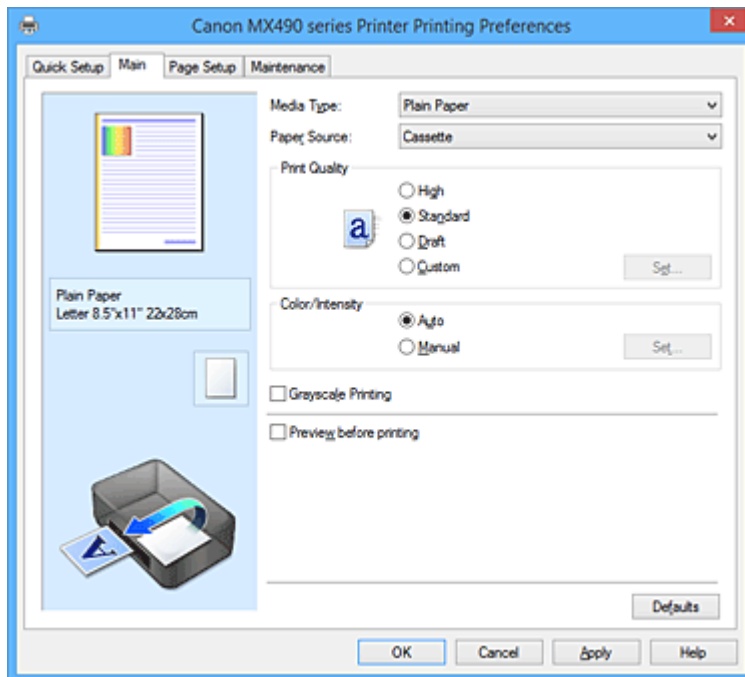 Canon MX490 series Printer Printing Preferences
Quick Setup Main Page Setup Maintenance
Media Type: Plain Paper
Paper Source: Cassette
Print Quality
High
a
Standard
Draft
Custom Set...
Plain Paper
Letter 8.5"x11" 22x28cm
Color/Intensity
Auto
Manual Set...
Grayscale Printing
Preview before printing
A
Defaults
OK Cancel Apply Help